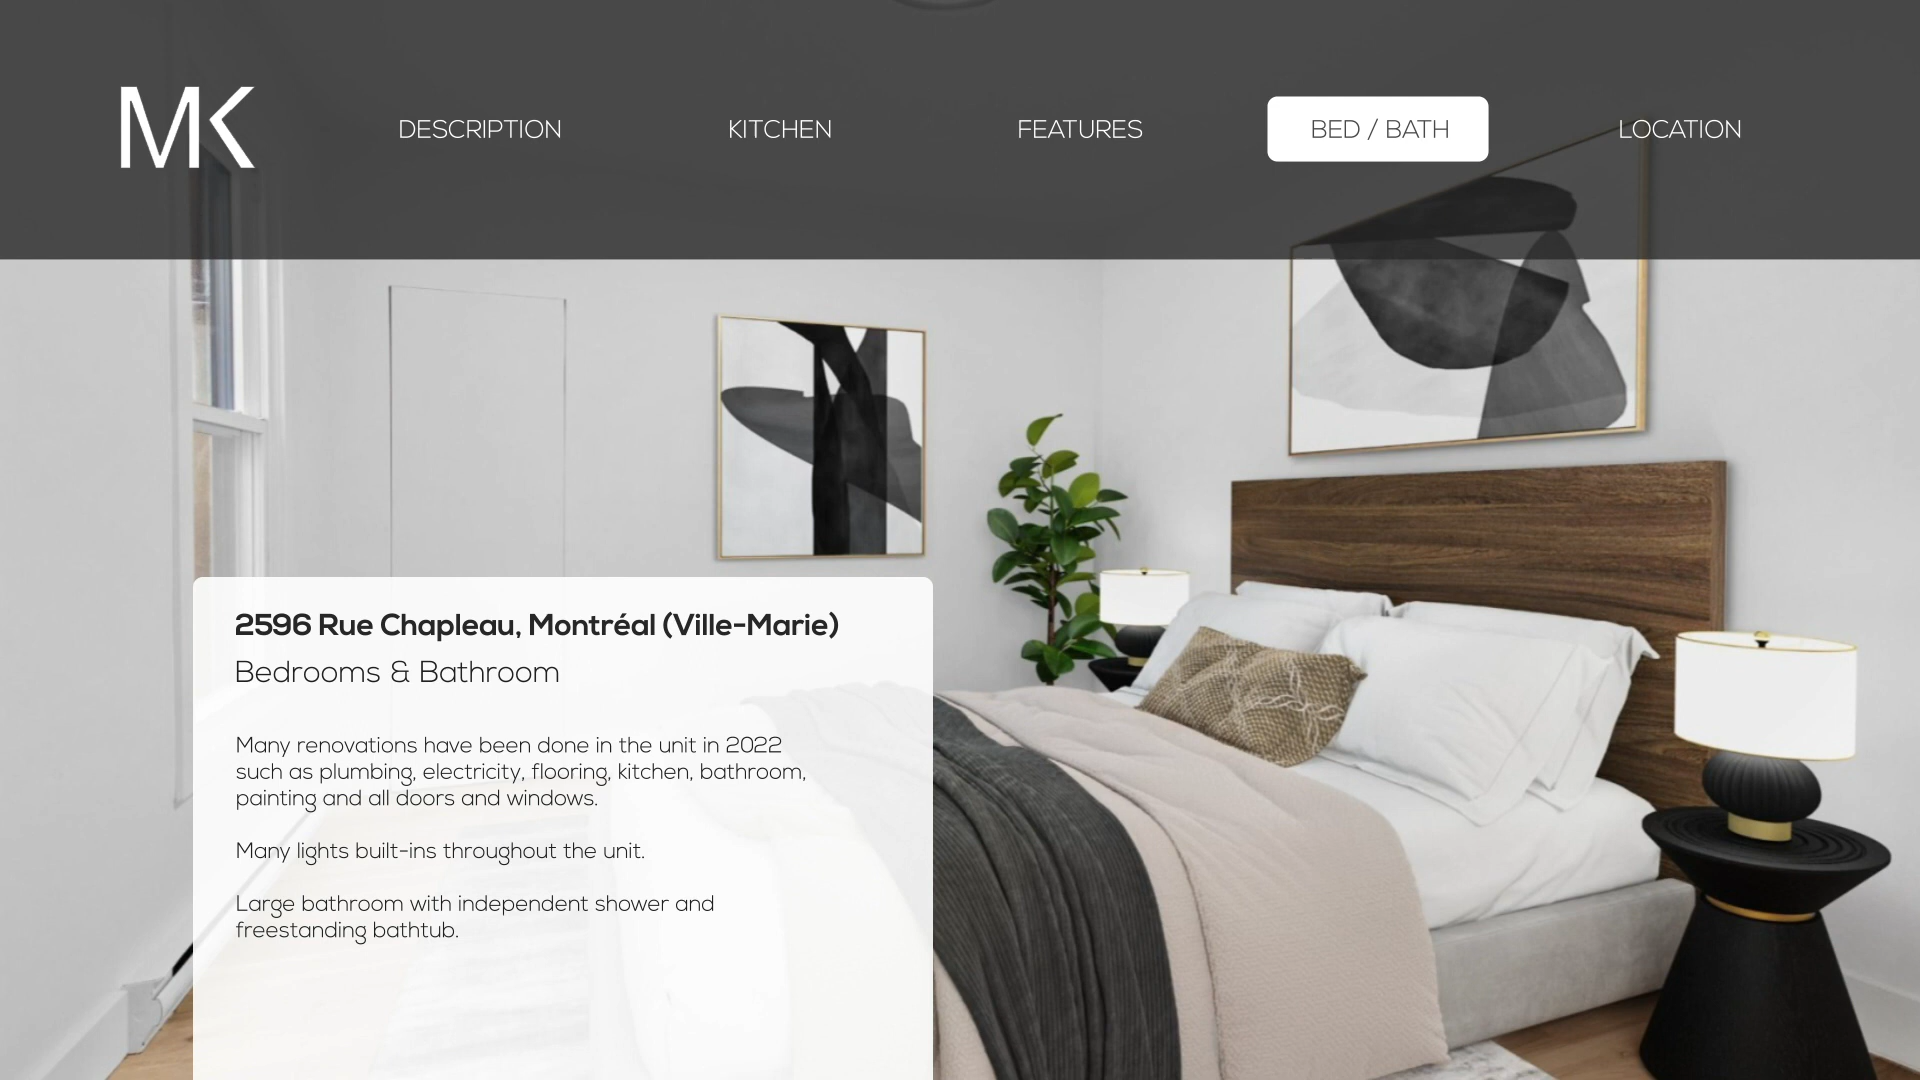 MK
DESCRIPTION
KITCHEN
FEATURES
BED / BATH
LOCATION
2596 Rue Chapleau, Montréal (Ville-Marie)
Bedrooms & Bathroom
Many renovations have been done in the unit in 2022
such as plumbing, electricity, flooring, kitchen, bathroom,
painting and all doors and windows.
Many lights built-ins throughout the unit.
Large bathroom with independent shower and
freestanding bathtub.